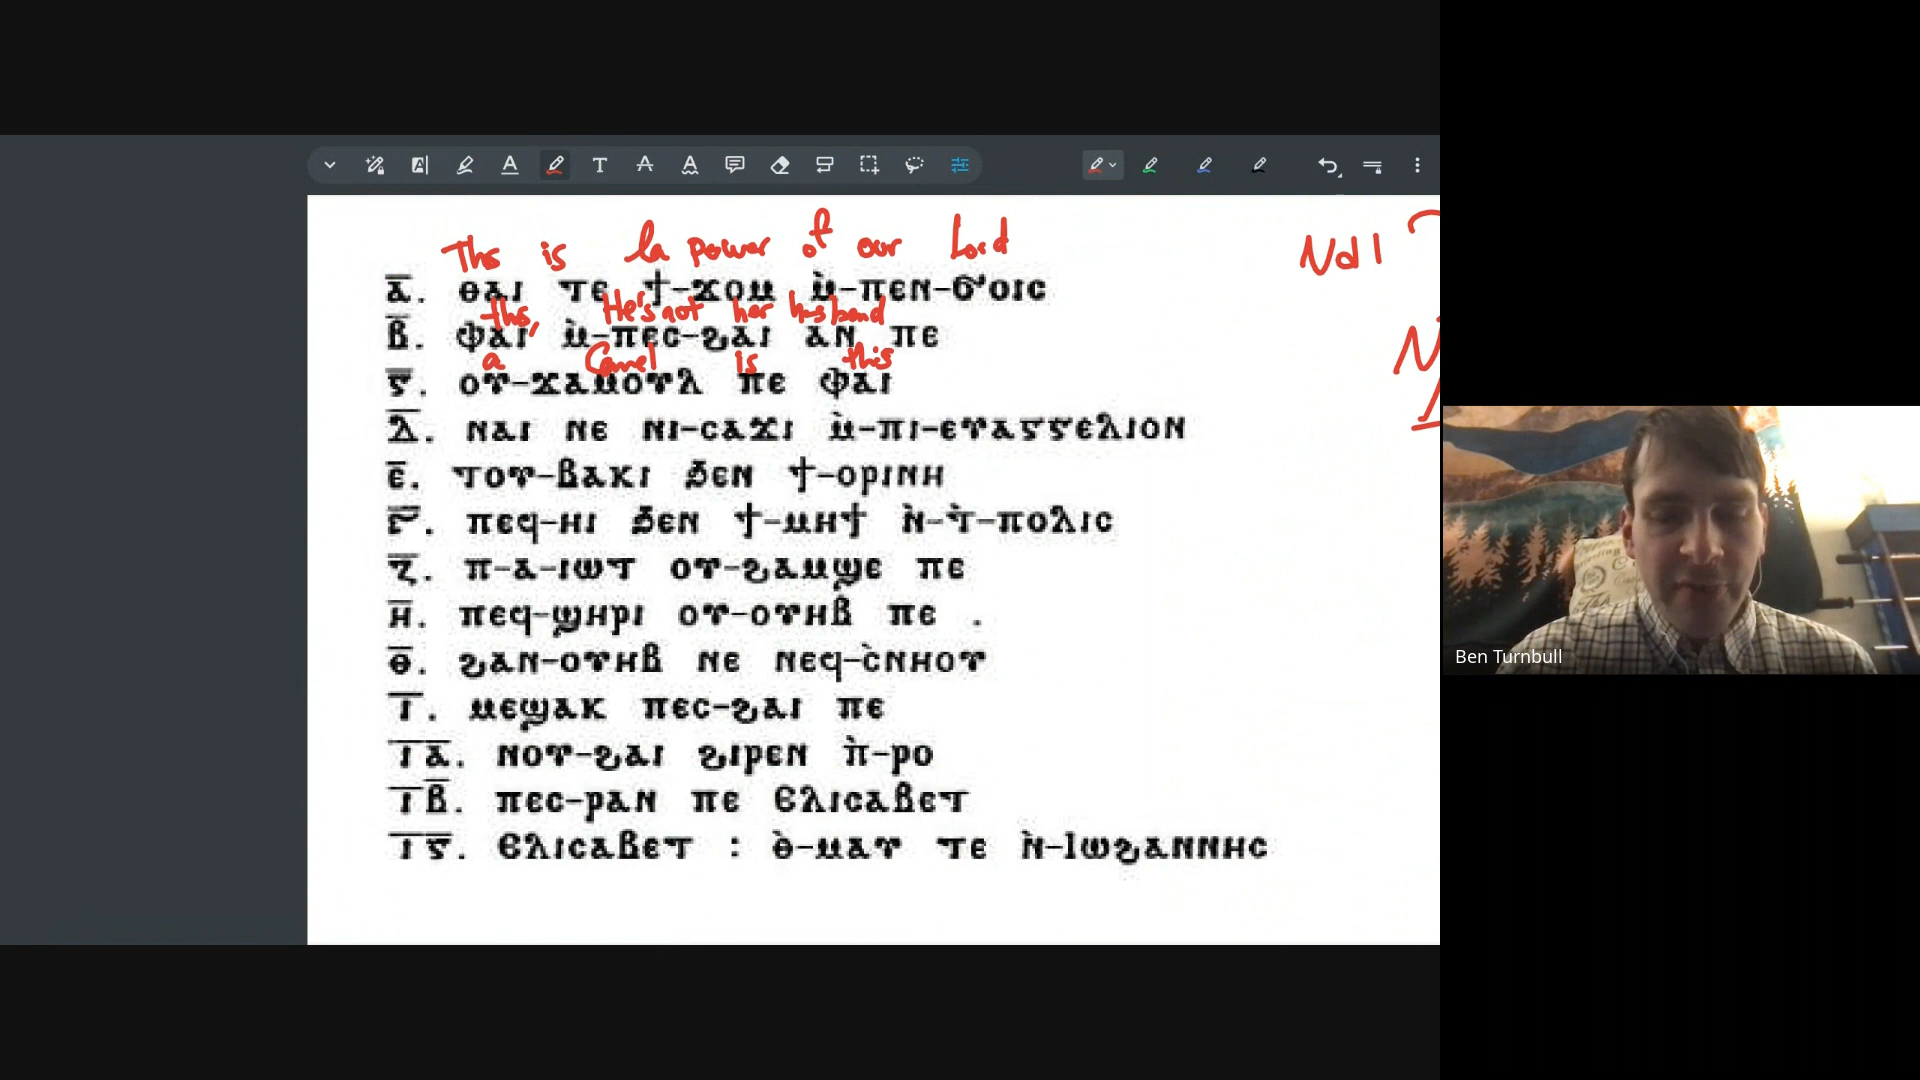 Ths is la power of our Lord
ⲁ̅. ⲑⲁⲓ ⲧⲉ ϯ-ϫⲟⲙ ⲙ̀-ⲡⲉⲛ-ϭⲟⲓⲥ
ths, He's not her husband
ⲃ̅. ⲫⲁⲓ ⲙ̀-ⲡⲉⲥ-ϩⲁⲓ ⲁⲛ ⲡⲉ
a Camel is this
ⲅ̅. ⲟⲩ-ϫⲁⲙⲟⲩⲗ ⲡⲉ ⲫⲁⲓ
ⲇ̅. ⲛⲁⲓ ⲛⲉ ⲛⲓ-ⲥⲁϫⲓ ⲙ̀-ⲡⲓ-ⲉⲩⲁⲅⲅⲉⲗⲓⲟⲛ
ⲉ̅. ⲧⲟⲩ-ⲃⲁⲕⲓ ϧⲉⲛ ϯ-ⲟⲣⲓⲛⲏ
ⲋ̅. ⲡⲉϥ-ⲏⲓ ϧⲉⲛ ϯ-ⲙⲏϯ ⲛ̀-ⲧ̀-ⲡⲟⲗⲓⲥ
ⲍ̅. ⲡ-ⲁ-ⲓⲱⲧ ⲟⲩ-ϩⲁⲙϣⲉ ⲡⲉ
ⲏ̅. ⲡⲉϥ-ϣⲏⲣⲓ ⲟⲩ-ⲟⲩⲏⲃ ⲡⲉ .
ⲑ̅. ϩⲁⲛ-ⲟⲩⲏⲃ ⲛⲉ ⲛⲉϥ-ⲥ̀ⲛⲏⲟⲩ
ⲓ̅. ⲙⲉϣⲁⲕ ⲡⲉⲥ-ϩⲁⲓ ⲡⲉ
ⲓ̅ⲁ̅. ⲛⲟⲩ-ϩⲁⲓ ϩⲓⲣⲉⲛ ⲡ̀-ⲣⲟ
ⲓ̅ⲃ̅. ⲡⲉⲥ-ⲣⲁⲛ ⲡⲉ Ⲉⲗⲓⲥⲁⲃⲉⲧ
ⲓ̅ⲅ̅. Ⲉⲗⲓⲥⲁⲃⲉⲧ : ⲑ̀-ⲙⲁⲩ ⲧⲉ ⲛ̀-Ⲓⲱϩⲁⲛⲛⲏⲥ
Ben Turnbull